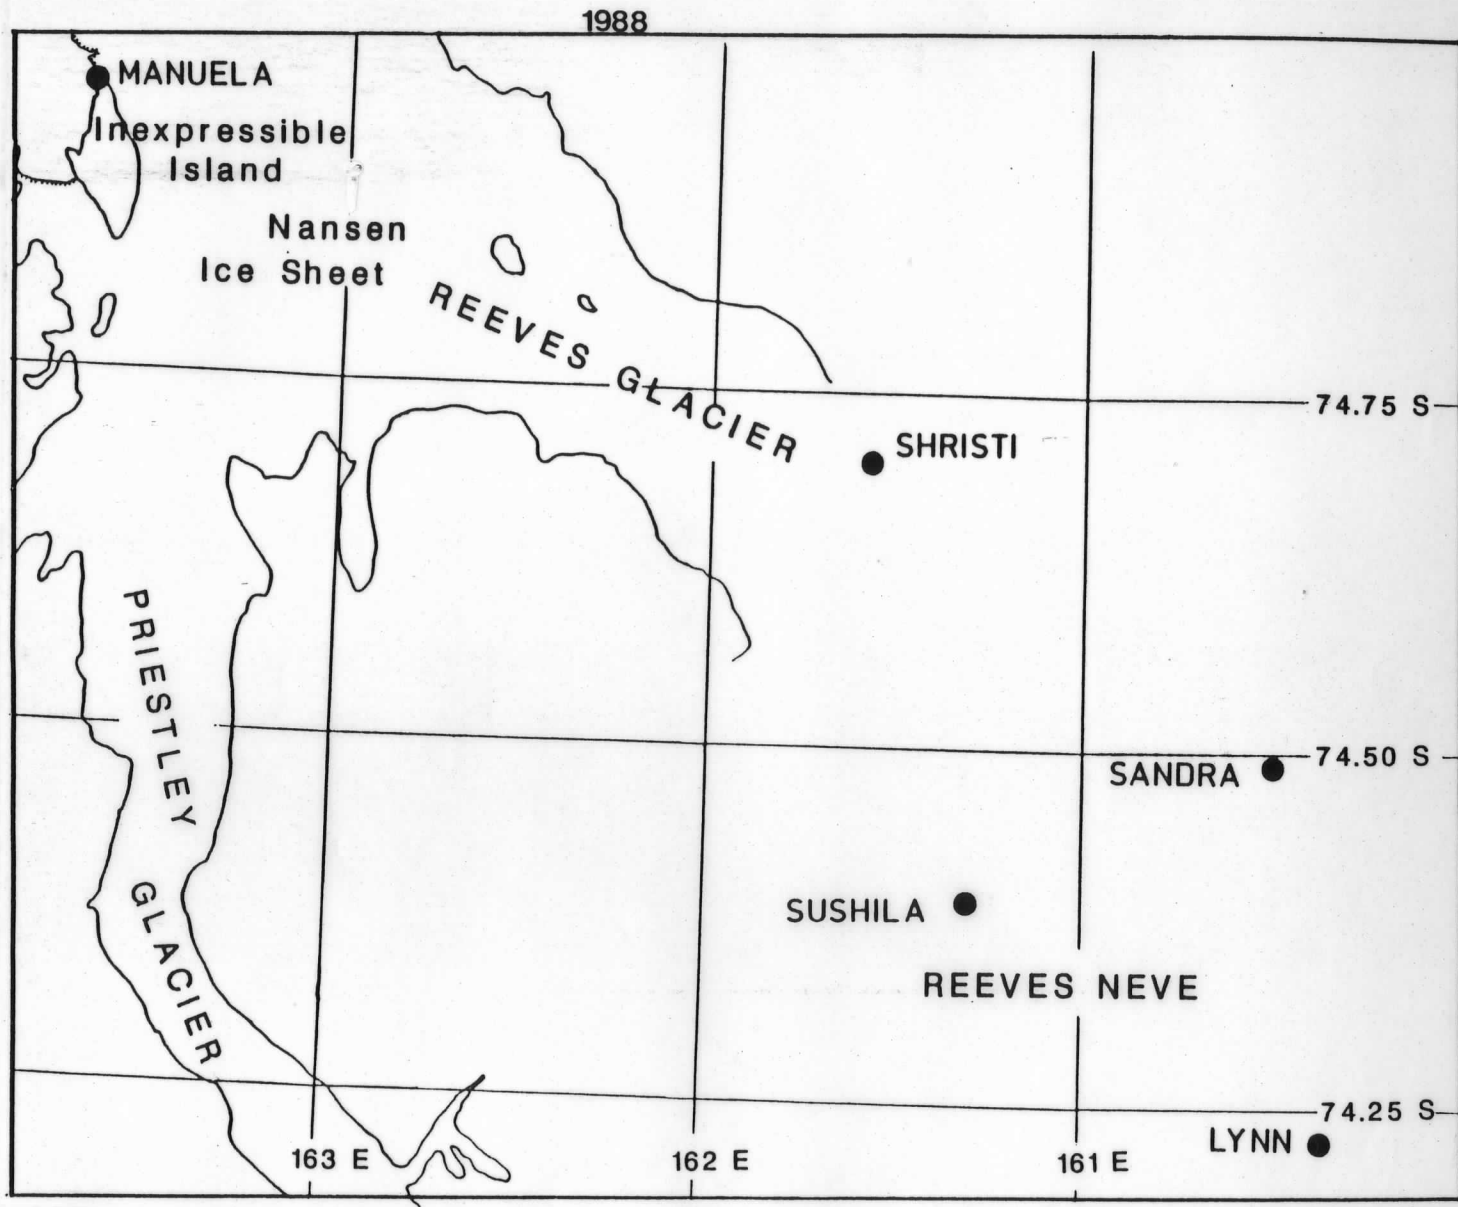 1988
MANUELA
Inexpressible
Island
Nansen
Ice Sheet
REEVES GLACIER
74.75 S
SHRISTI
PRIESTLEY
GLACIER
74.50 S
SANDRA
SUSHILA
REEVES NEVE
74.25 S
LYNN
163 E
162 E
161 E